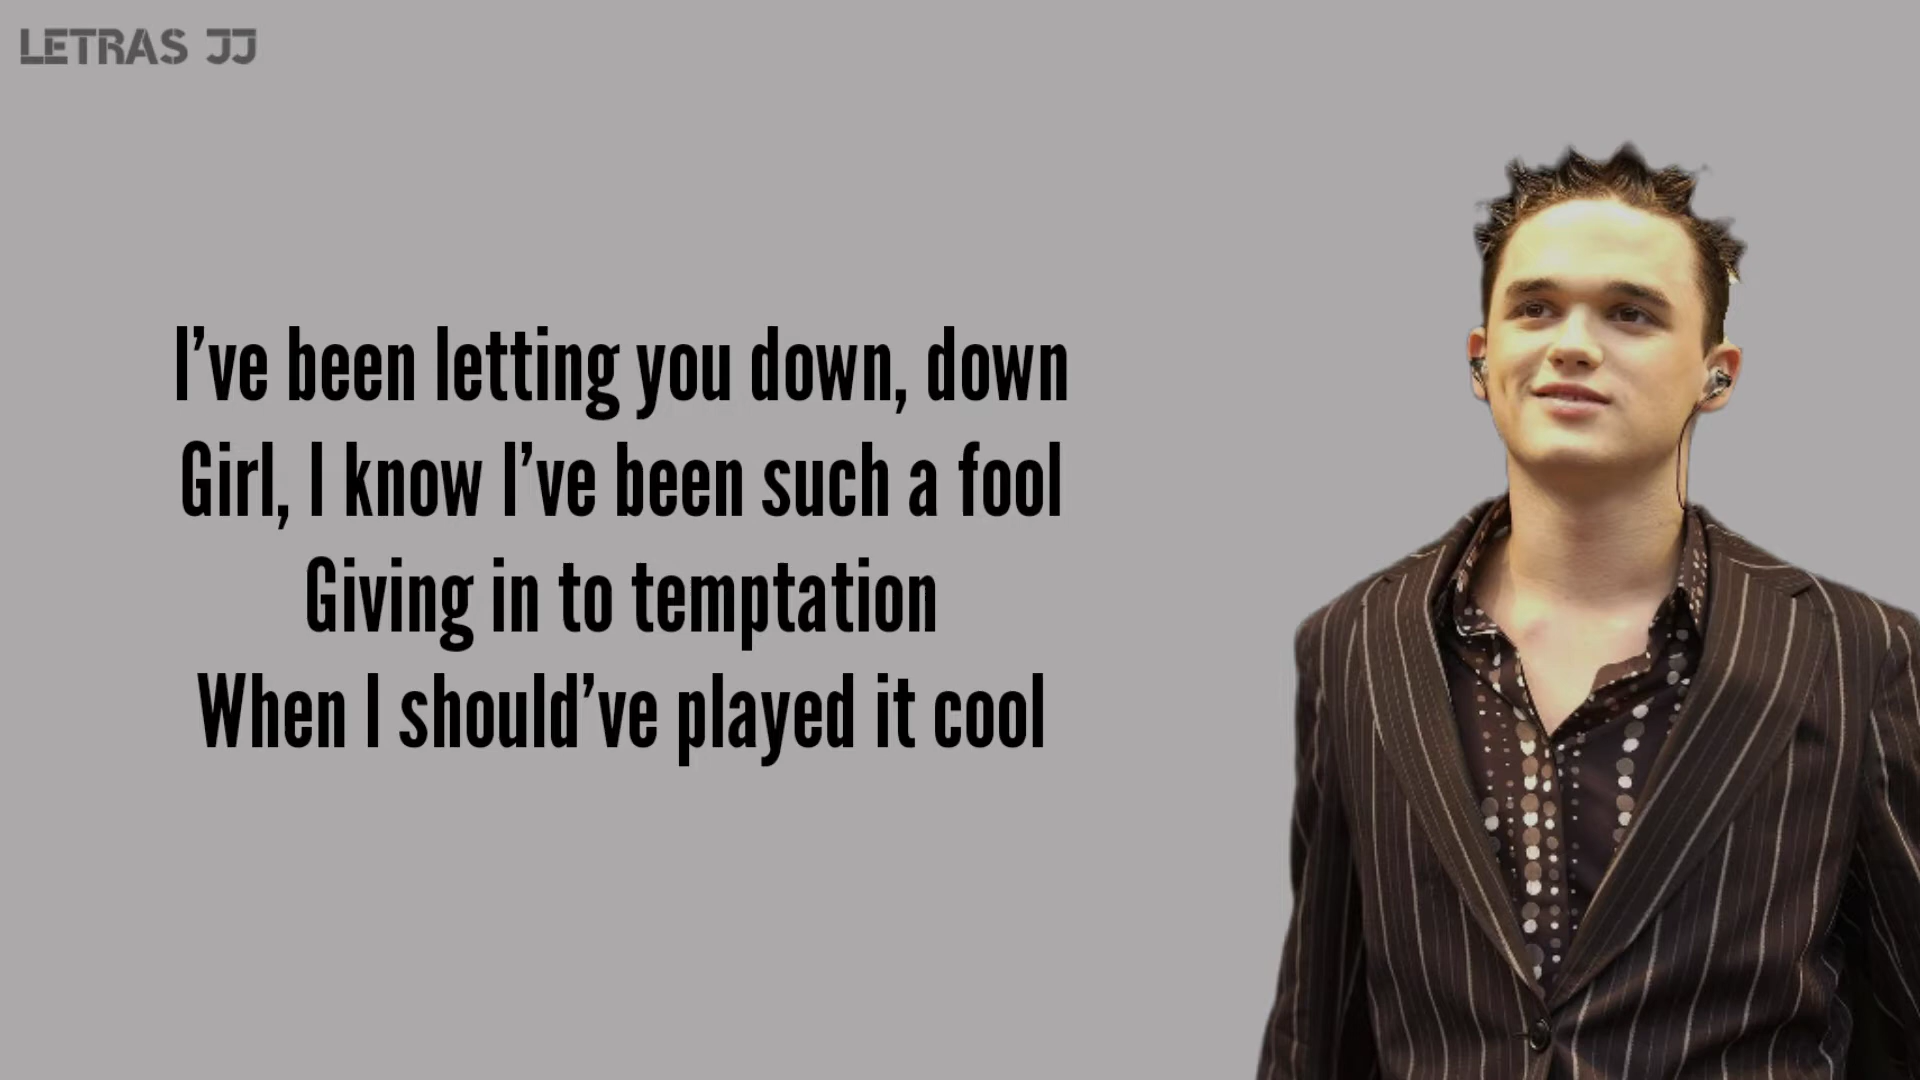 LETRAS JJ
I’ve been letting you down, down
Girl, I know I’ve been such a fool
Giving in to temptation
When I should’ve played it cool